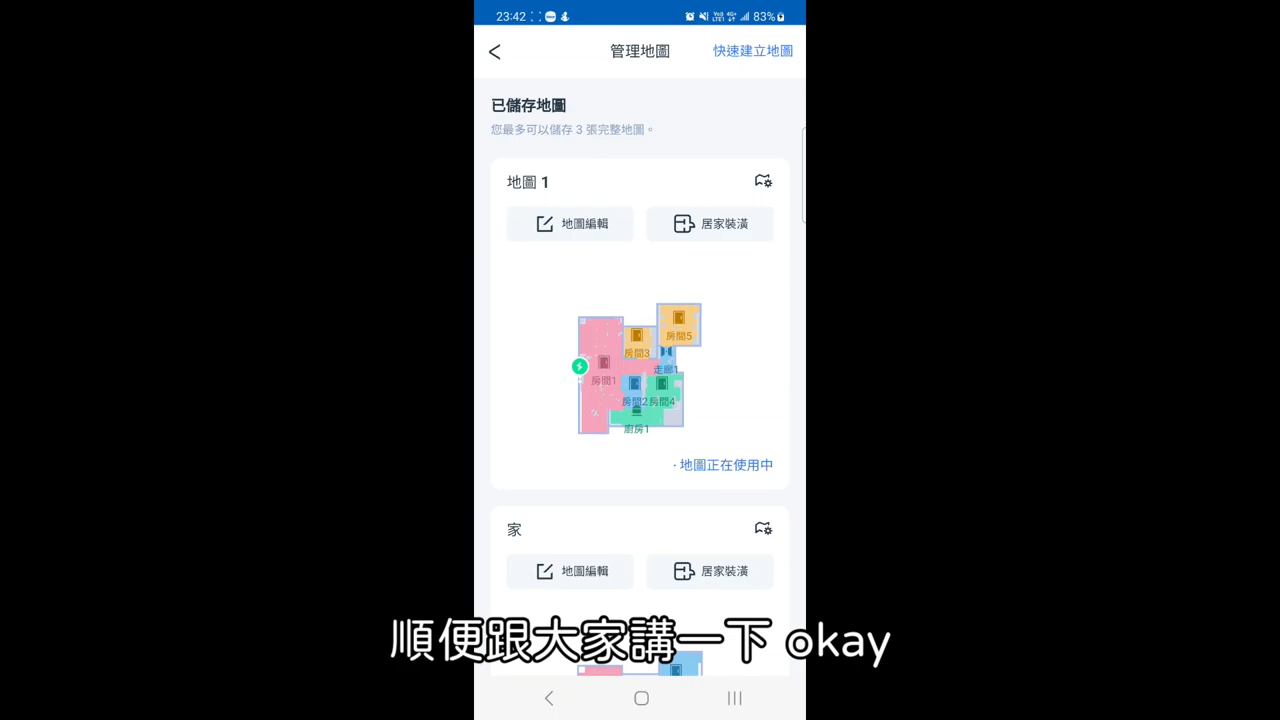 23:42
83%
管理地圖
快速建立地圖
已儲存地圖
您最多可以儲存 3 張完整地圖。
地圖 1
地圖編輯
居家裝潢
房間5
房間3
走廊1
房間1
房間2
房間4
廚房1
· 地圖正在使用中
家
地圖編輯
居家裝潢
順便跟大家講一下 okay